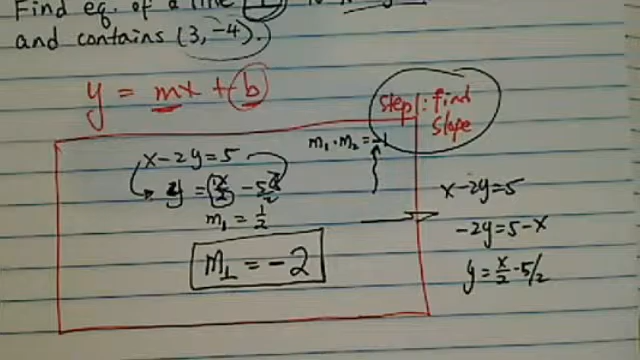 Find eq. of a line
and contains (3,-4).
y = mx + b
Step 1: find
slope
m₁ · m₂ = -1
x - 2y = 5
y = x/2 - 5/2
m₁ = 1/2
m⊥ = -2
x - 2y = 5
-2y = 5 - x
y = x/2 - 5/2